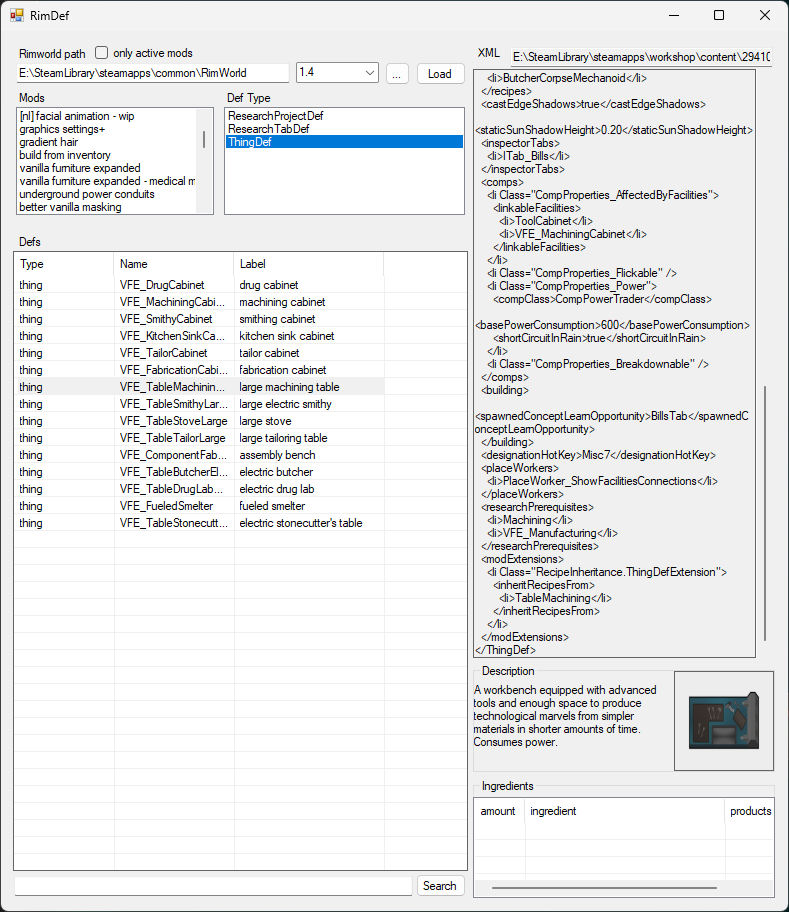 RimDef
Rimworld path
only active mods
E:\SteamLibrary\steamapps\common\RimWorld
1.4
...
Load
Mods
[nl] facial animation - wip
graphics settings+
gradient hair
build from inventory
vanilla furniture expanded
vanilla furniture expanded - medical m
underground power conduits
better vanilla masking
Def Type
ResearchProjectDef
ResearchTabDef
ThingDef
Defs
Type Name Label
thing VFE_DrugCabinet drug cabinet
thing VFE_MachiningCabi... machining cabinet
thing VFE_SmithyCabinet smithing cabinet
thing VFE_KitchenSinkCa... kitchen sink cabinet
thing VFE_TailorCabinet tailor cabinet
thing VFE_FabricationCabi... fabrication cabinet
thing VFE_TableMachinin... large machining table
thing VFE_TableSmithyLar... large electric smithy
thing VFE_TableStoveLarge large stove
thing VFE_TableTailorLarge large tailoring table
thing VFE_ComponentFab... assembly bench
thing VFE_TableButcherEl... electric butcher
thing VFE_TableDrugLab... electric drug lab
thing VFE_FueledSmelter fueled smelter
thing VFE_TableStonecutt... electric stonecutter's table
Search
XML
E:\SteamLibrary\steamapps\workshop\content\29410
<li>ButcherCorpseMechanoid</li>
</recipes>
<castEdgeShadows>true</castEdgeShadows>
<staticSunShadowHeight>0.20</staticSunShadowHeight>
<inspectorTabs>
<li>ITab_Bills</li>
</inspectorTabs>
<comps>
<li Class="CompProperties_AffectedByFacilities">
<linkableFacilities>
<li>ToolCabinet</li>
<li>VFE_MachiningCabinet</li>
</linkableFacilities>
</li>
<li Class="CompProperties_Flickable" />
<li Class="CompProperties_Power">
<compClass>CompPowerTrader</compClass>
<basePowerConsumption>600</basePowerConsumption>
<shortCircuitInRain>true</shortCircuitInRain>
</li>
<li Class="CompProperties_Breakdownable" />
</comps>
<building>
<spawnedConceptLearnOpportunity>BillsTab</spawnedC
onceptLearnOpportunity>
</building>
<designationHotKey>Misc7</designationHotKey>
<placeWorkers>
<li>PlaceWorker_ShowFacilitiesConnections</li>
</placeWorkers>
<researchPrerequisites>
<li>Machining</li>
<li>VFE_Manufacturing</li>
</researchPrerequisites>
<modExtensions>
<li Class="RecipeInheritance.ThingDefExtension">
<inheritRecipesFrom>
<li>TableMachining</li>
</inheritRecipesFrom>
</li>
</modExtensions>
</ThingDef>
Description
A workbench equipped with advanced
tools and enough space to produce
technological marvels from simpler
materials in shorter amounts of time.
Consumes power.
Ingredients
amount ingredient products